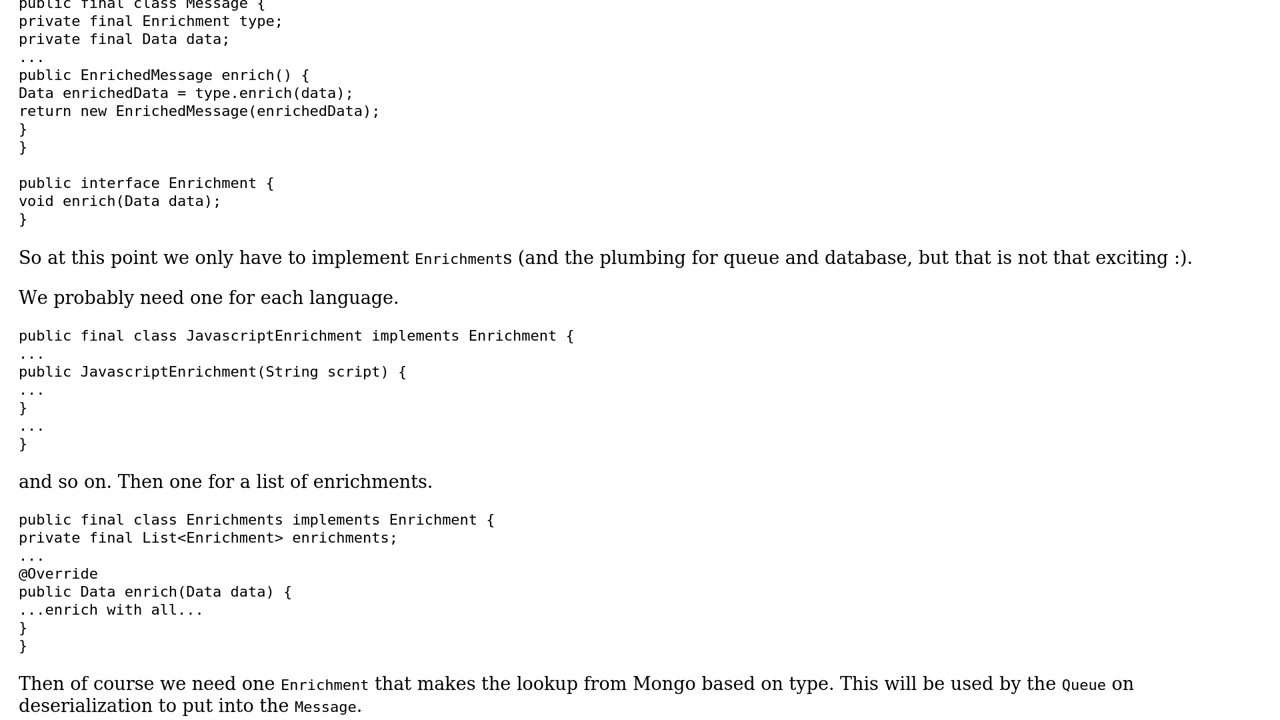 public final class Message {
private final Enrichment type;
private final Data data;
...
public EnrichedMessage enrich() {
Data enrichedData = type.enrich(data);
return new EnrichedMessage(enrichedData);
}
}
public interface Enrichment {
void enrich(Data data);
}
So at this point we only have to implement Enrichments (and the plumbing for queue and database, but that is not that exciting :).
We probably need one for each language.
public final class JavascriptEnrichment implements Enrichment {
...
public JavascriptEnrichment(String script) {
...
}
...
}
and so on. Then one for a list of enrichments.
public final class Enrichments implements Enrichment {
private final List<Enrichment> enrichments;
...
@Override
public Data enrich(Data data) {
...enrich with all...
}
}
Then of course we need one Enrichment that makes the lookup from Mongo based on type. This will be used by the Queue on
deserialization to put into the Message.